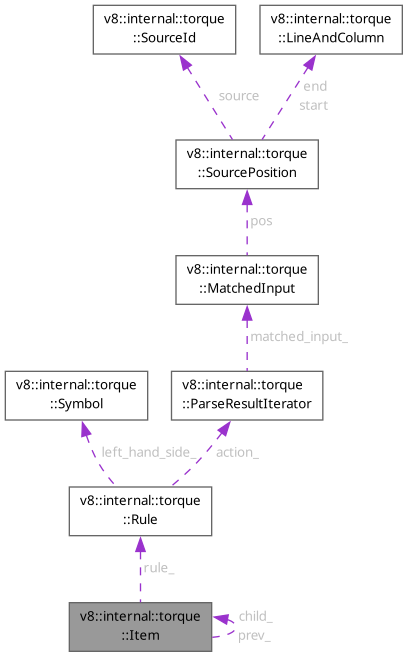 v8::internal::torque
::SourceId
v8::internal::torque
::LineAndColumn
source
end
start
v8::internal::torque
::SourcePosition
pos
v8::internal::torque
::MatchedInput
matched_input_
v8::internal::torque
::Symbol
v8::internal::torque
::ParseResultIterator
left_hand_side_
action_
v8::internal::torque
::Rule
rule_
v8::internal::torque
::Item
child_
prev_